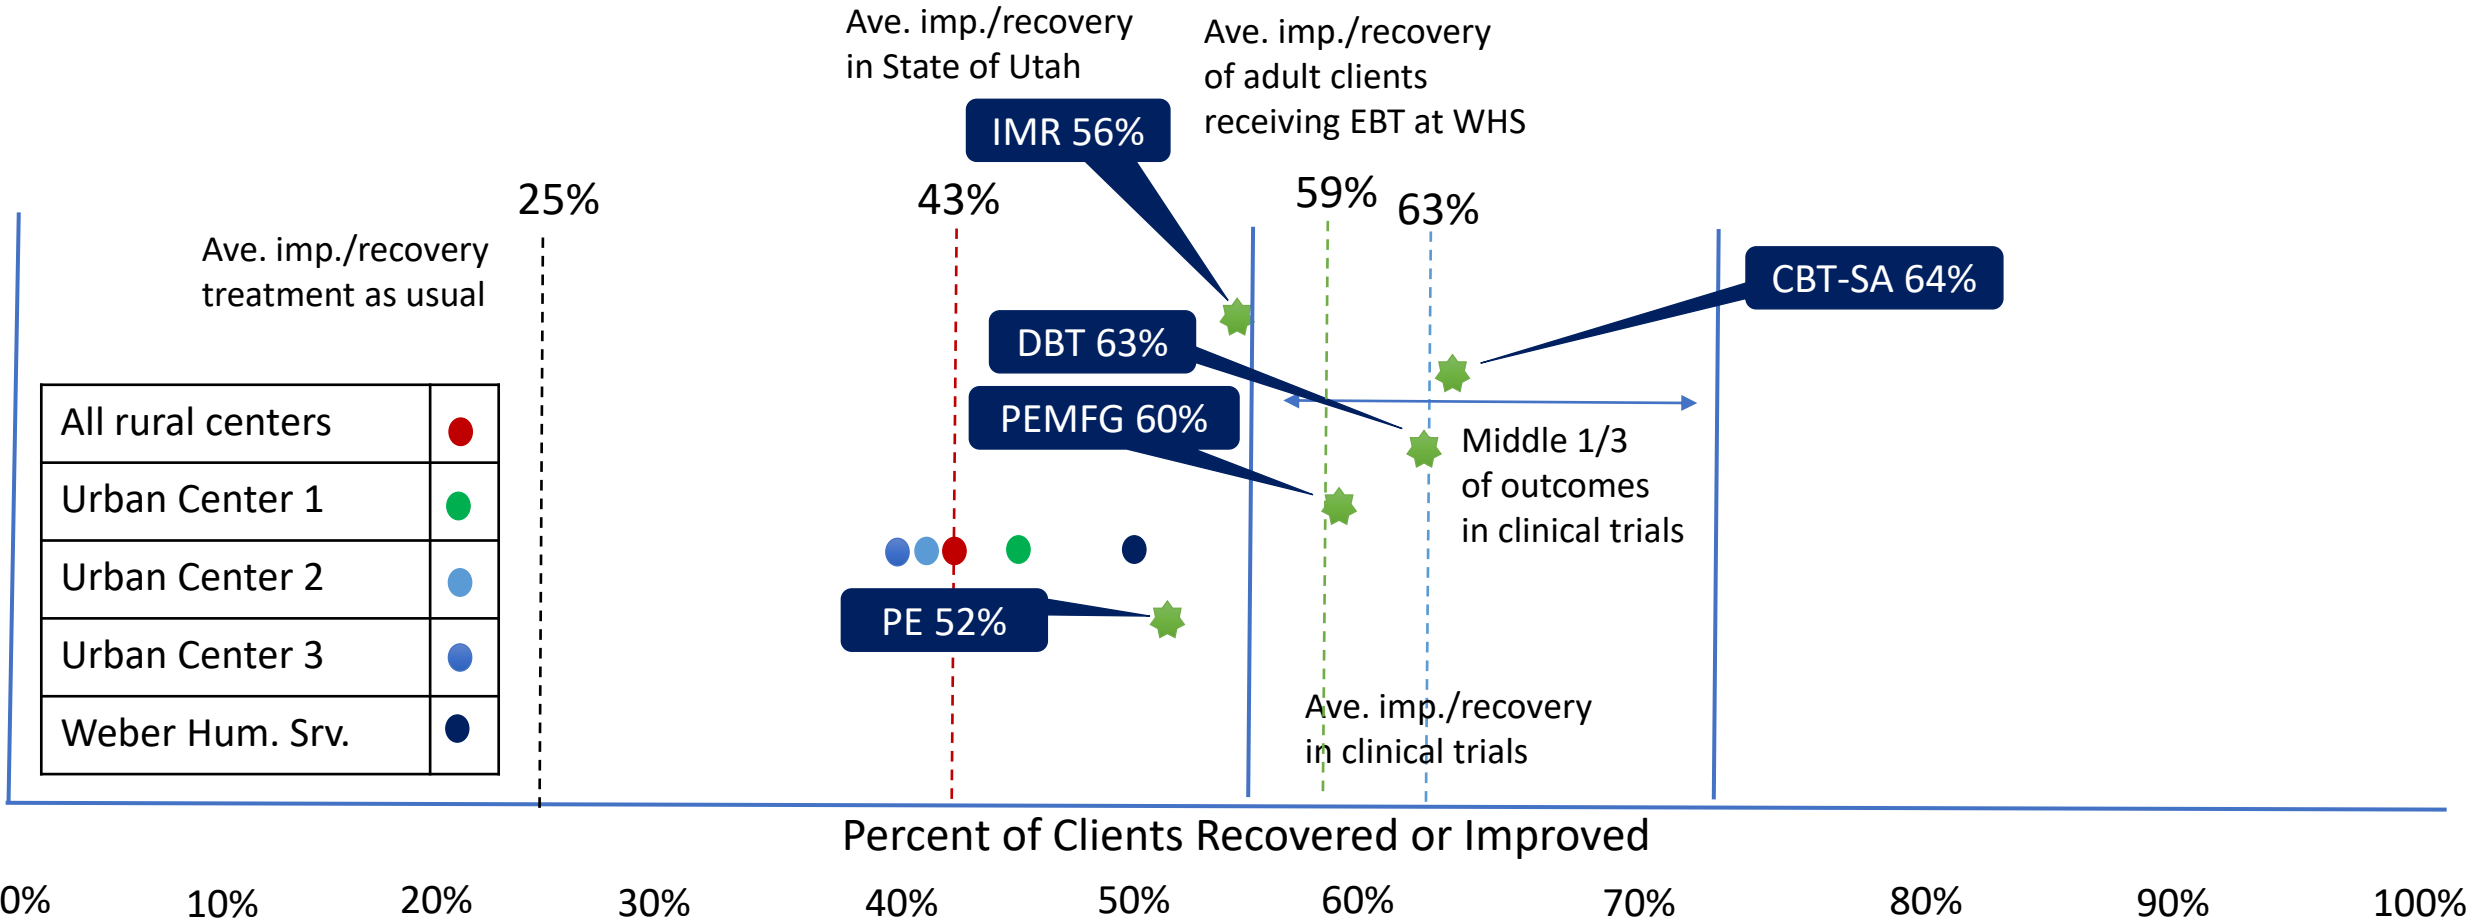 Ave. imp./recovery
in State of Utah
Ave. imp./recovery
of adult clients
receiving EBT at WHS
IMR 56%
25%
43%
59%
63%
Ave. imp./recovery
treatment as usual
CBT-SA 64%
DBT 63%
PEMFG 60%
Middle 1/3
of outcomes
in clinical trials
All rural centers
Urban Center 1
Urban Center 2
Urban Center 3
Weber Hum. Srv.
PE 52%
Ave. imp./recovery
in clinical trials
Percent of Clients Recovered or Improved
0% 10% 20% 30% 40% 50% 60% 70% 80% 90% 100%